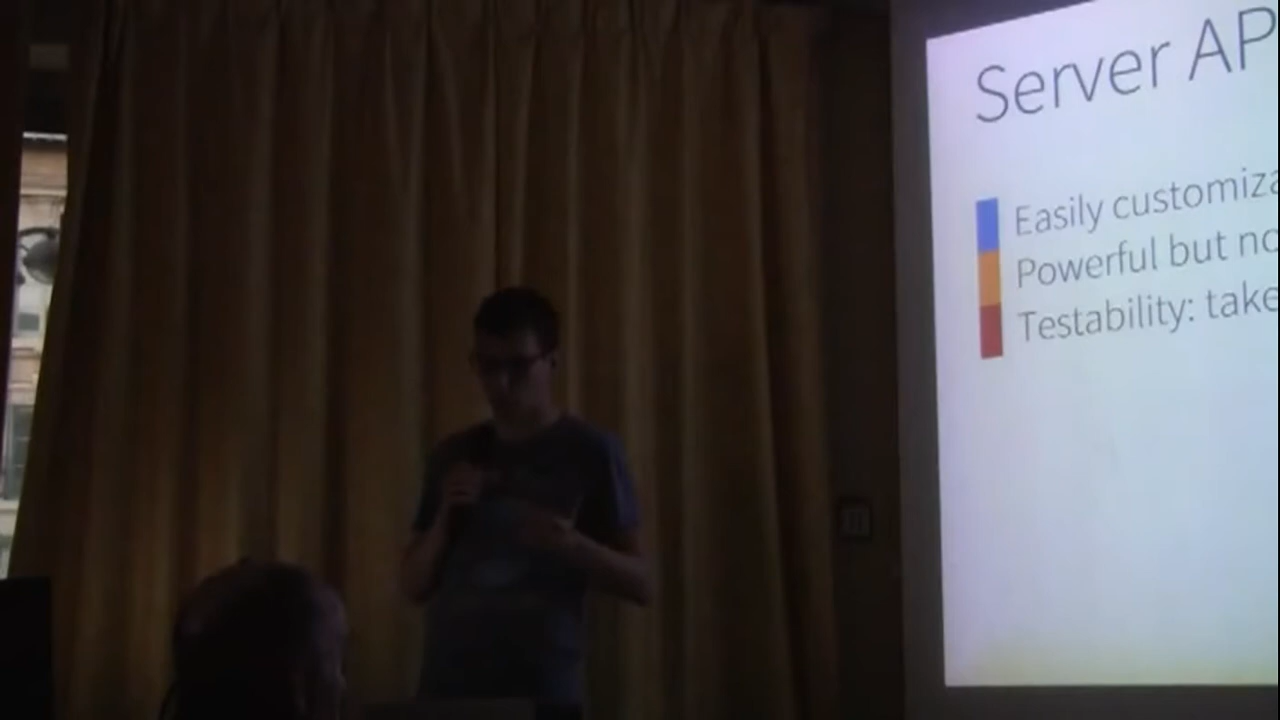 Server AP
Easily customiza
Powerful but no
Testability: take